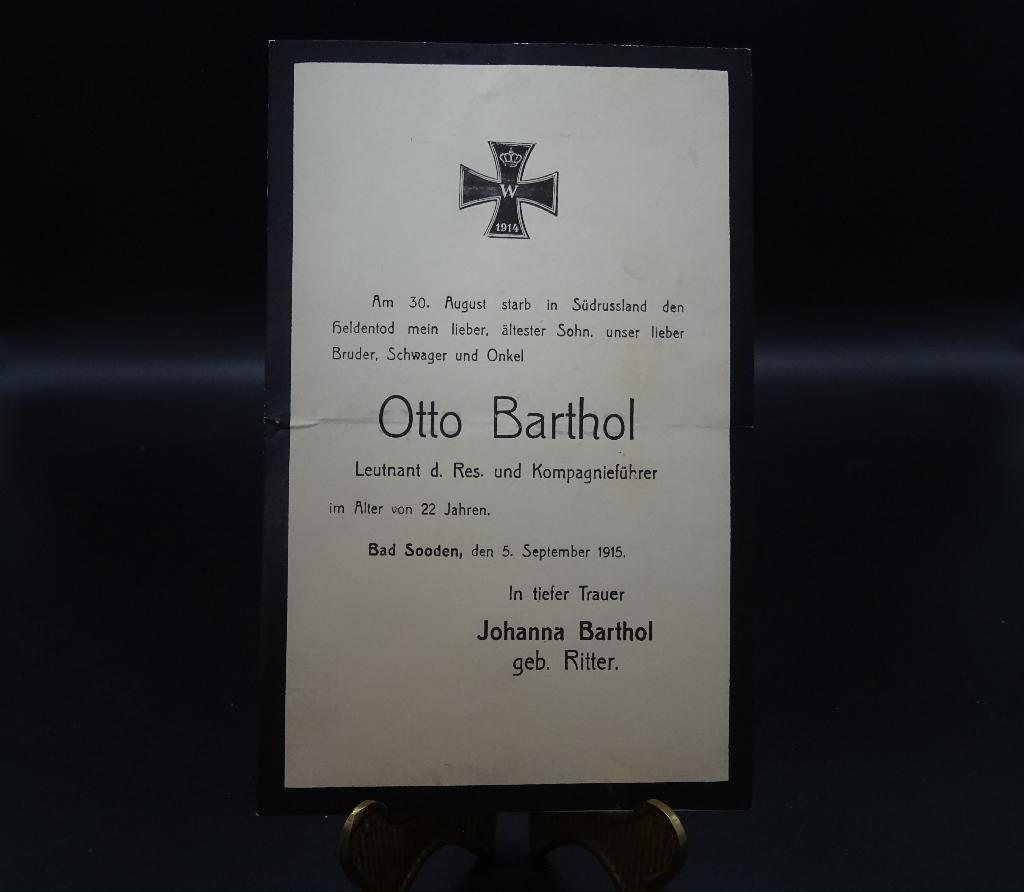 W
1914
Am 30. August starb in Südrussland den
Heldentod mein lieber, ältester Sohn, unser lieber
Bruder, Schwager und Onkel
Otto Barthol
Leutnant d. Res. und Kompagnieführer
im Alter von 22 Jahren.
Bad Sooden, den 5. September 1915.
In tiefer Trauer
Johanna Barthol
geb. Ritter.